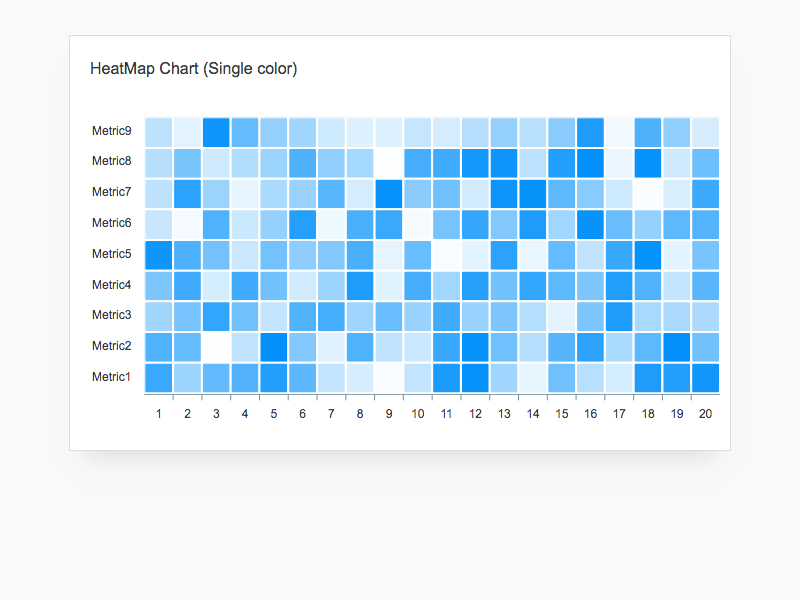 HeatMap Chart (Single color)
Metric9
Metric8
Metric7
Metric6
Metric5
Metric4
Metric3
Metric2
Metric1
1 2 3 4 5 6 7 8 9 10 11 12 13 14 15 16 17 18 19 20